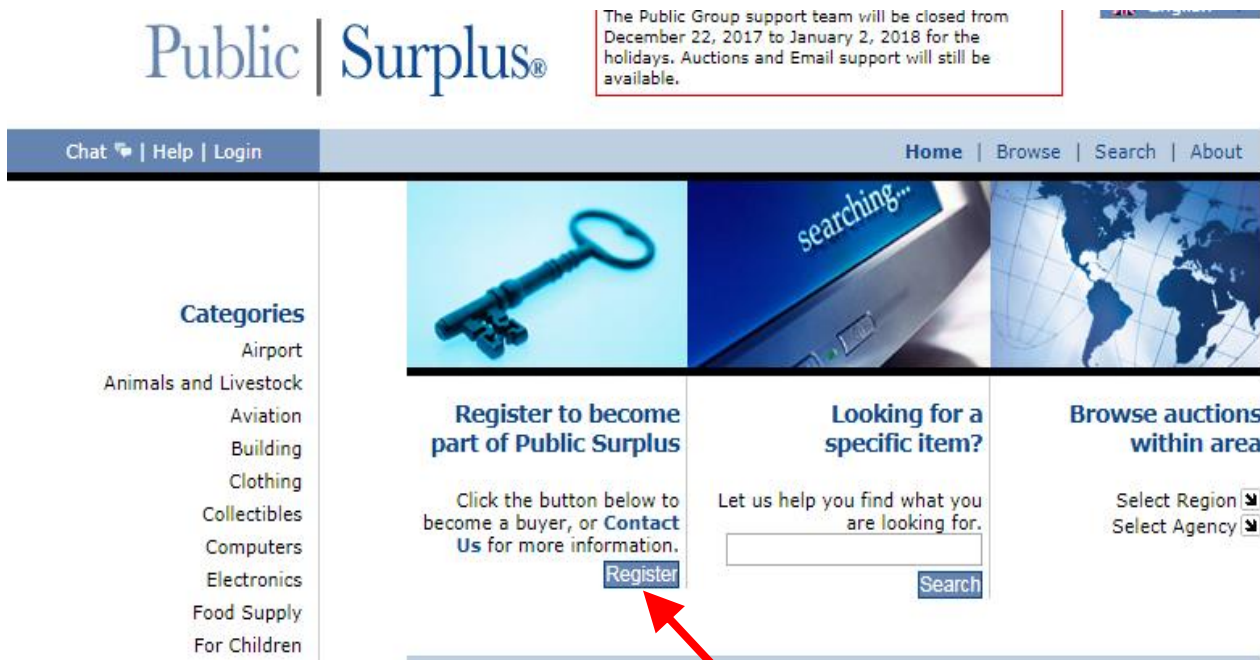 Public | Surplus®
The Public Group support team will be closed from
December 22, 2017 to January 2, 2018 for the
holidays. Auctions and Email support will still be
available.
Chat | Help | Login
Home | Browse | Search | About
searching...
Categories
Airport
Animals and Livestock
Aviation
Building
Clothing
Collectibles
Computers
Electronics
Food Supply
For Children
Register to become
part of Public Surplus
Click the button below to
become a buyer, or Contact
Us for more information.
Register
Looking for a
specific item?
Let us help you find what you
are looking for.
Search
Browse auctions
within area
Select Region
Select Agency